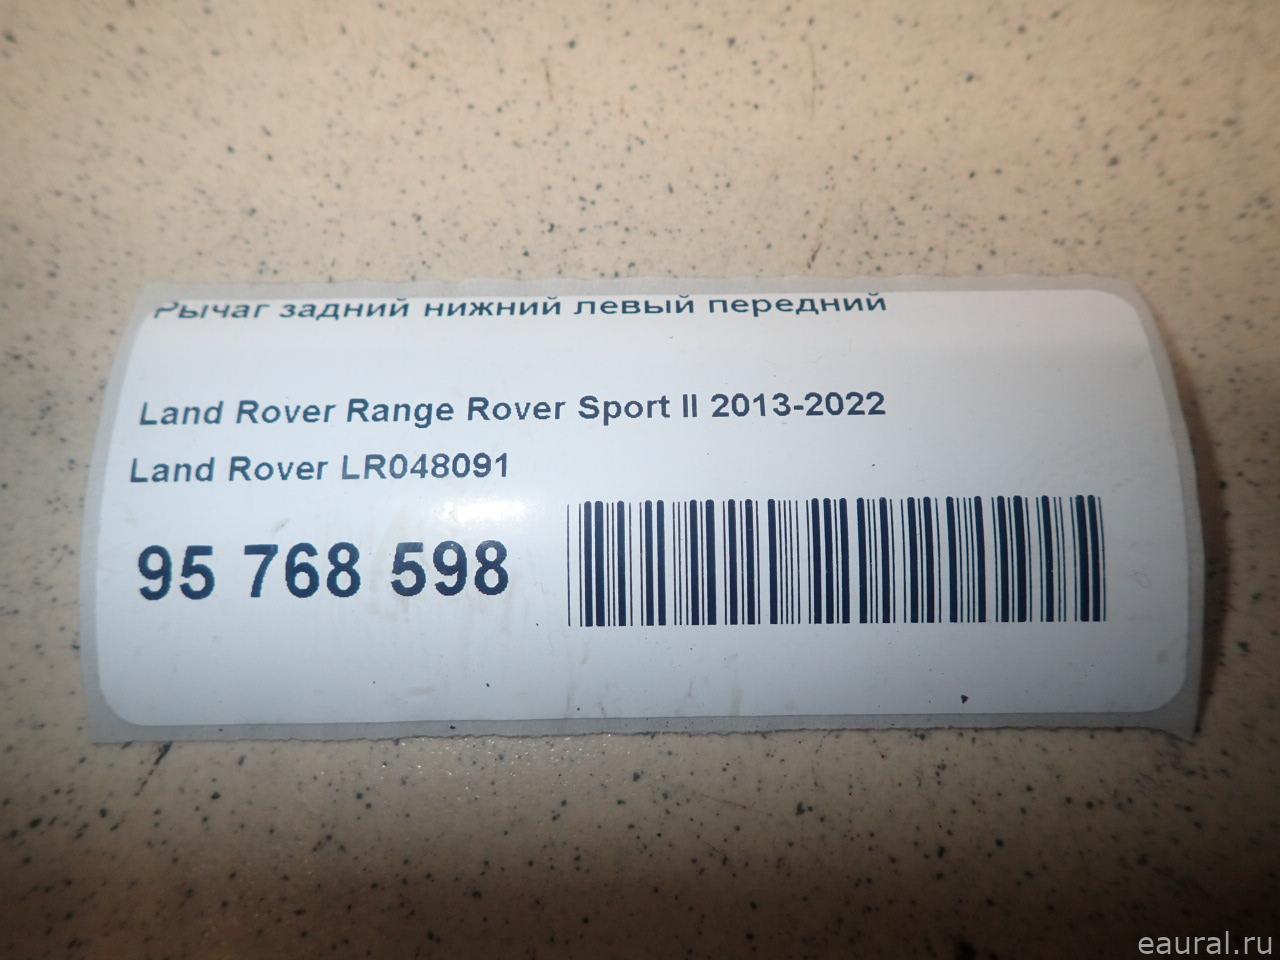 Рычаг задний нижний левый передний
Land Rover Range Rover Sport II 2013-2022
Land Rover LR048091
95 768 598
eaural.ru